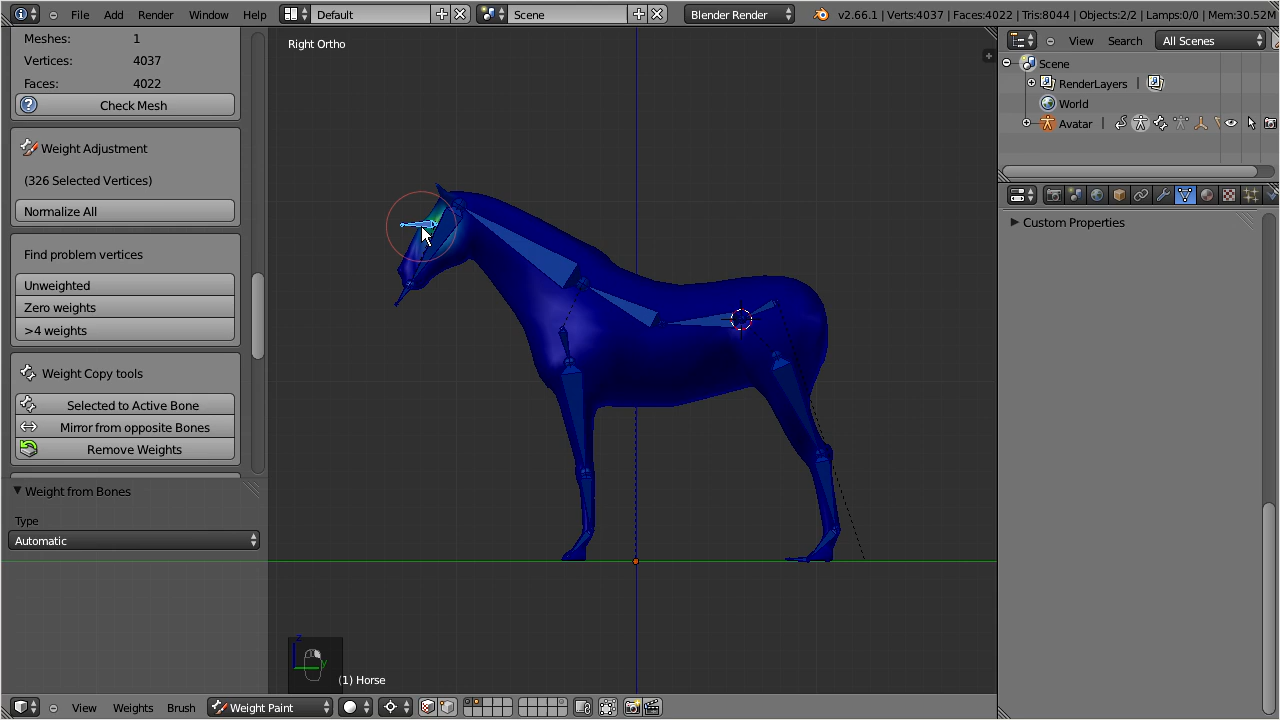 File Add Render Window Help Default Scene Blender Render v2.66.1 | Verts:4037 | Faces:4022 | Tris:8044 | Objects:2/2 | Lamps:0/0 | Mem:30.52M
Meshes: 1
Vertices: 4037
Faces: 4022
Check Mesh
Weight Adjustment
(326 Selected Vertices)
Normalize All
Find problem vertices
Unweighted
Zero weights
>4 weights
Weight Copy tools
Selected to Active Bone
Mirror from opposite Bones
Remove Weights
Weight from Bones
Type
Automatic
Right Ortho
z
y
(1) Horse
View Weights Brush Weight Paint
View Search All Scenes
Scene
RenderLayers |
World
Avatar |
Custom Properties